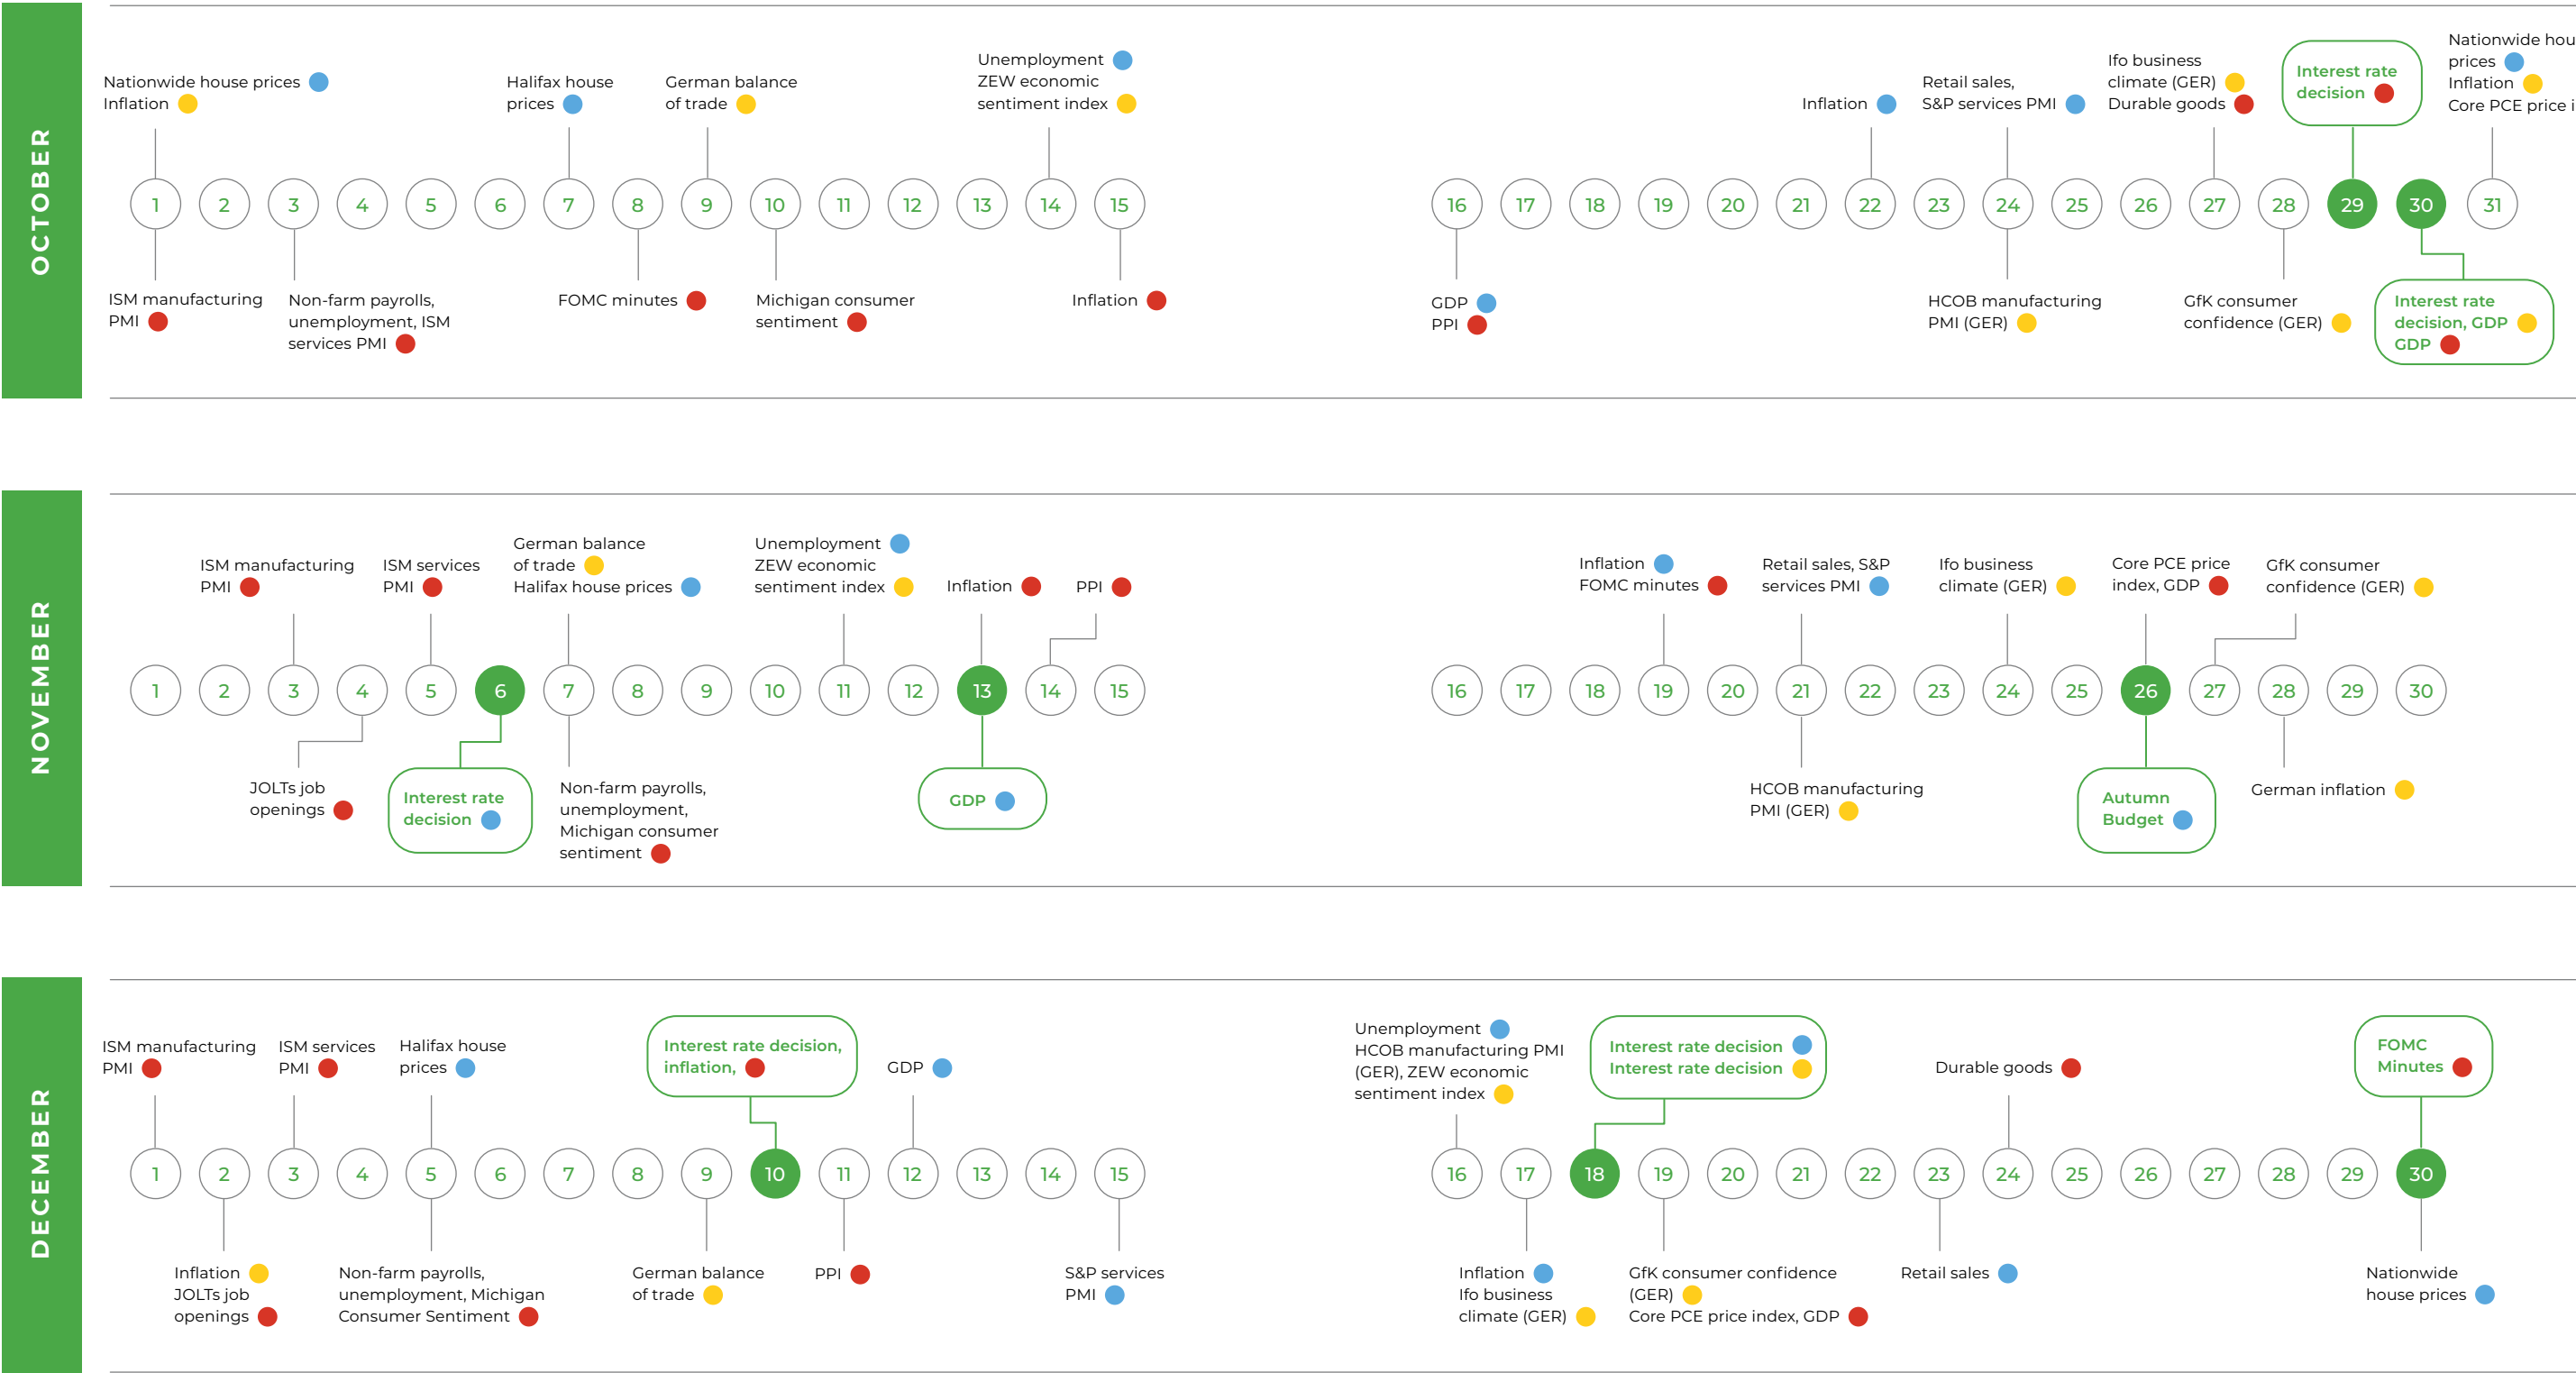 OCTOBER
Nationwide house prices
Inflation
Halifax house
prices
German balance
of trade
Unemployment
ZEW economic
sentiment index
Inflation
Retail sales,
S&P services PMI
Ifo business
climate (GER)
Durable goods
Interest rate
decision
Nationwide
prices
Inflation
Core PCE price
1 2 3 4 5 6 7 8 9 10 11 12 13 14 15 16 17 18 19 20 21 22 23 24 25 26 27 28 29 30 31
ISM manufacturing
PMI
Non-farm payrolls,
unemployment, ISM
services PMI
FOMC minutes
Michigan consumer
sentiment
Inflation
GDP
PPI
HCOB manufacturing
PMI (GER)
GfK consumer
confidence (GER)
Interest rate
decision, GDP
GDP
NOVEMBER
ISM manufacturing
PMI
ISM services
PMI
German balance
of trade
Halifax house prices
Unemployment
ZEW economic
sentiment index
Inflation
PPI
Inflation
FOMC minutes
Retail sales, S&P
services PMI
Ifo business
climate (GER)
Core PCE price
index, GDP
GfK consumer
confidence (GER)
1 2 3 4 5 6 7 8 9 10 11 12 13 14 15 16 17 18 19 20 21 22 23 24 25 26 27 28 29 30
JOLTs job
openings
Interest rate
decision
Non-farm payrolls,
unemployment,
Michigan consumer
sentiment
GDP
HCOB manufacturing
PMI (GER)
Autumn
Budget
German inflation
DECEMBER
ISM manufacturing
PMI
ISM services
PMI
Halifax house
prices
Interest rate decision,
inflation,
GDP
Unemployment
HCOB manufacturing PMI
(GER), ZEW economic
sentiment index
Interest rate decision
Interest rate decision
Durable goods
FOMC
Minutes
1 2 3 4 5 6 7 8 9 10 11 12 13 14 15 16 17 18 19 20 21 22 23 24 25 26 27 28 29 30
Inflation
JOLTs job
openings
Non-farm payrolls,
unemployment, Michigan
Consumer Sentiment
German balance
of trade
PPI
S&P services
PMI
Inflation
Ifo business
climate (GER)
GfK consumer confidence
(GER)
Core PCE price index, GDP
Retail sales
Nationwide
house prices